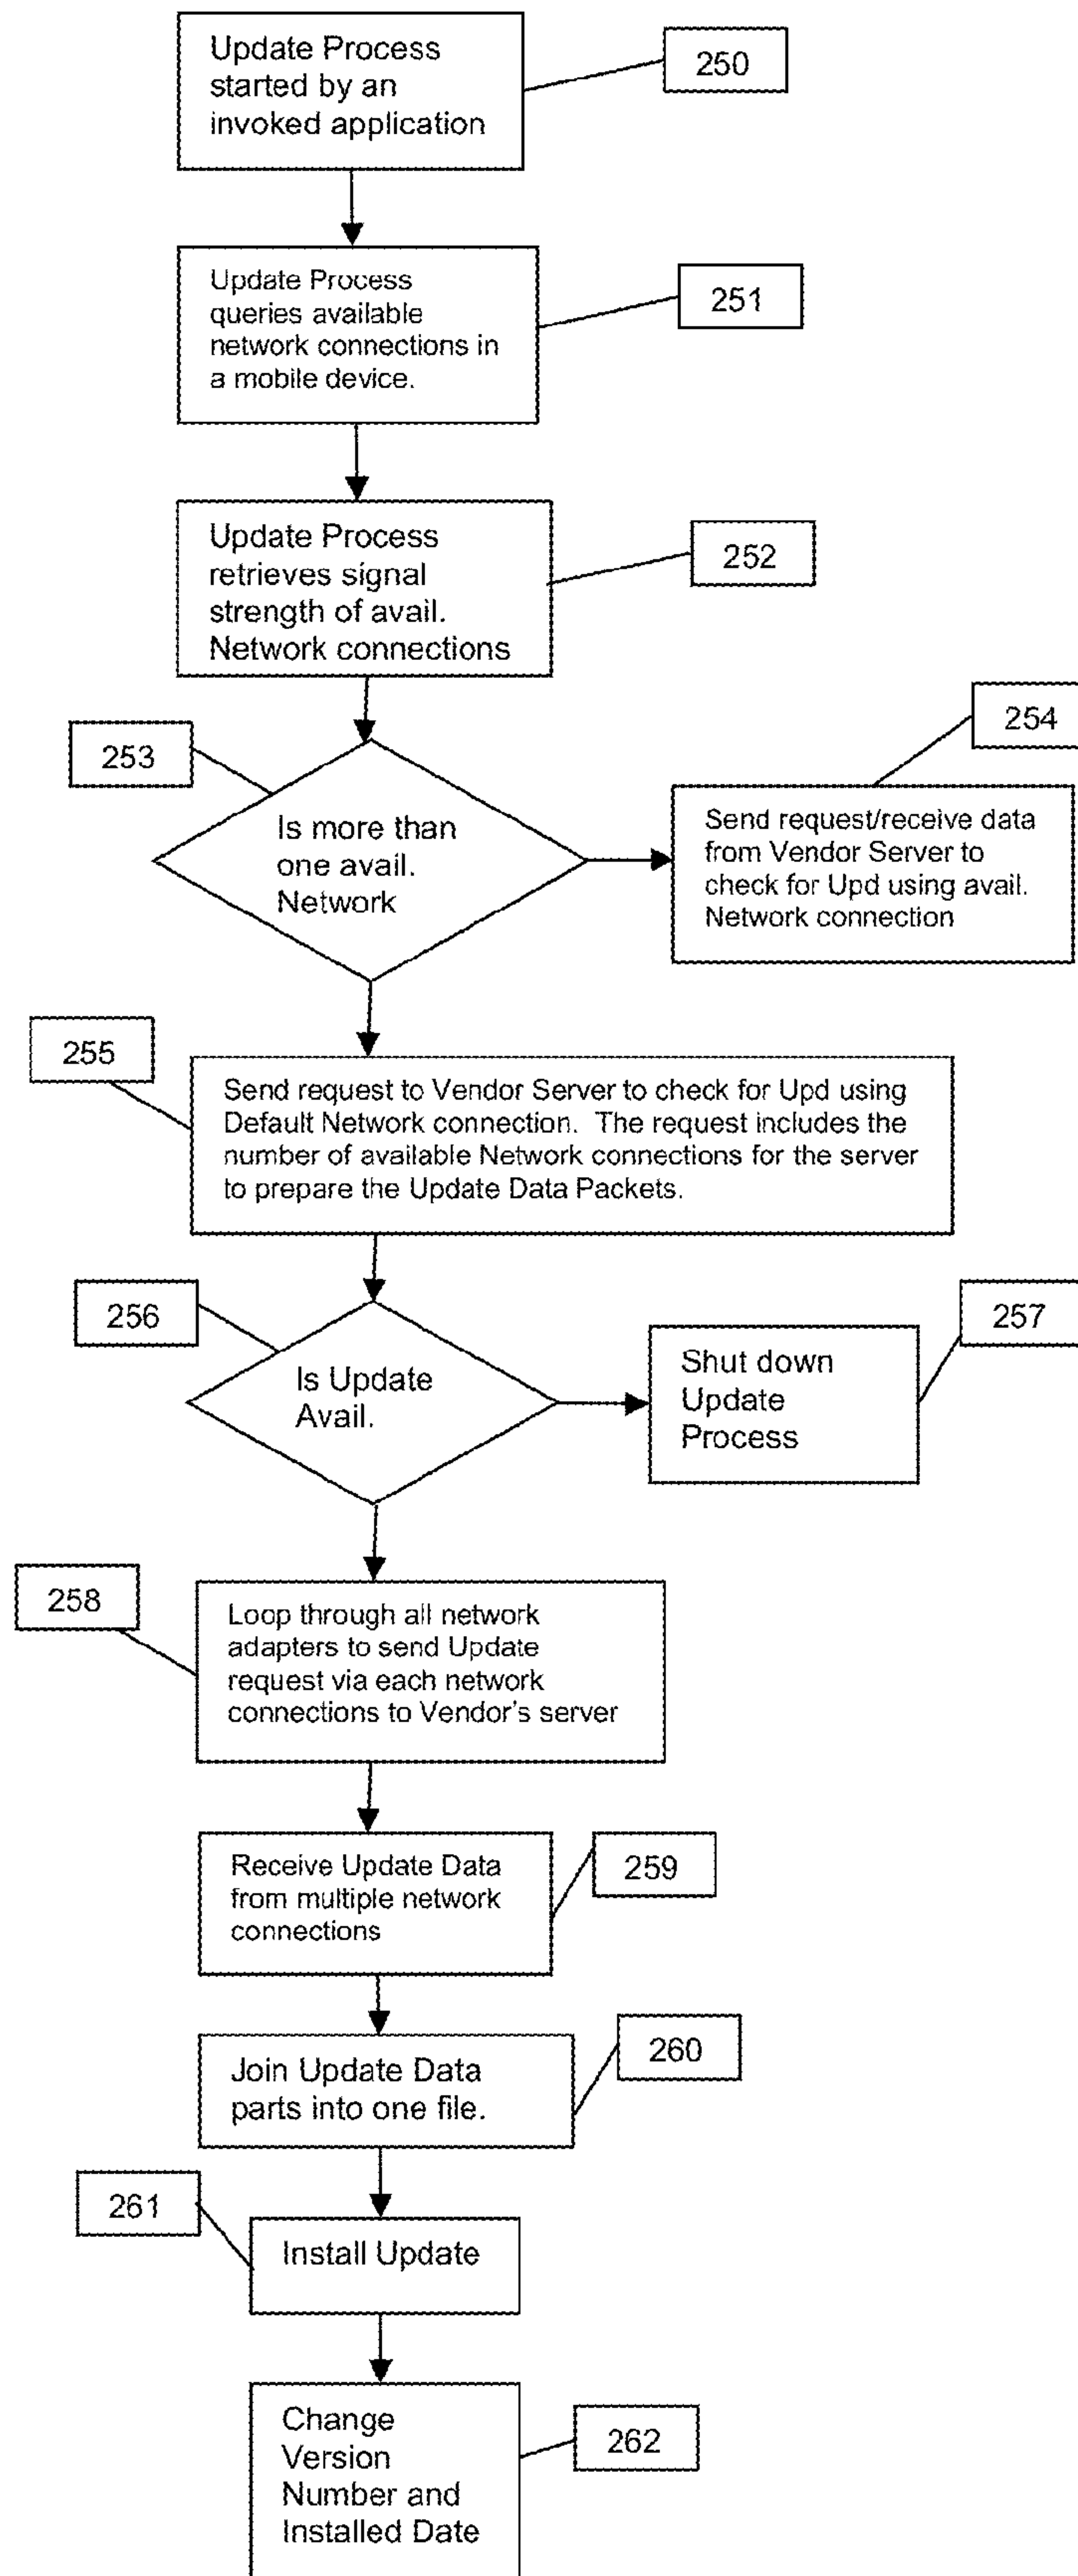 Update Process
started by an
invoked application
250
Update Process
queries available
network connections in
a mobile device.
251
Update Process
retrieves signal
strength of avail.
Network connections
252
253
Is more than
one avail.
Network
254
Send request/receive data
from Vendor Server to
check for Upd using avail.
Network connection
255
Send request to Vendor Server to check for Upd using
Default Network connection. The request includes the
number of available Network connections for the server
to prepare the Update Data Packets.
256
Is Update
Avail.
257
Shut down
Update
Process
258
Loop through all network
adapters to send Update
request via each network
connections to Vendor's server
Receive Update Data
from multiple network
connections
259
Join Update Data
parts into one file.
260
261
Install Update
Change
Version
Number and
Installed Date
262